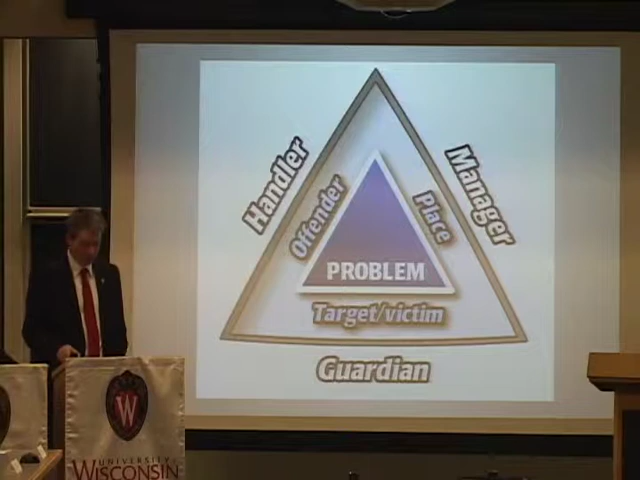 Handler
Manager
Offender
Place
PROBLEM
Target/victim
Guardian
W
UNIVERSITY
WISCONSIN